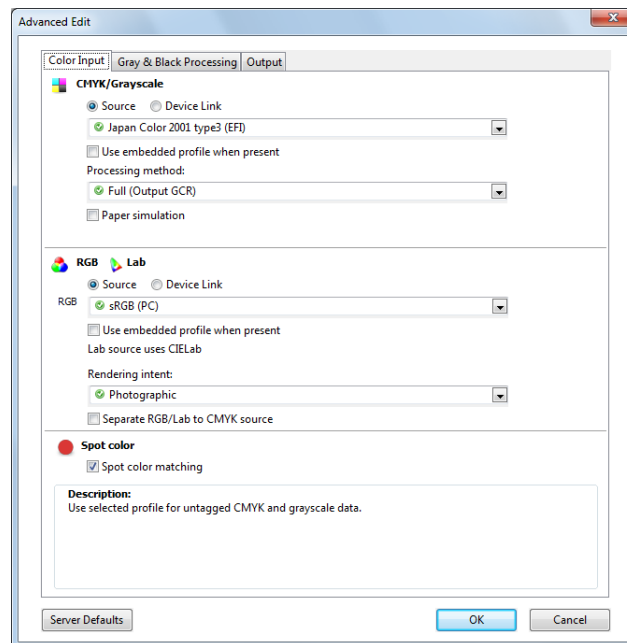 Advanced Edit
Color Input Gray & Black Processing Output
CMYK/Grayscale
Source Device Link
Japan Color 2001 type3 (EFI)
Use embedded profile when present
Processing method:
Full (Output GCR)
Paper simulation
RGB Lab
Source Device Link
RGB sRGB (PC)
Use embedded profile when present
Lab source uses CIELab
Rendering intent:
Photographic
Separate RGB/Lab to CMYK source
Spot color
Spot color matching
Description:
Use selected profile for untagged CMYK and grayscale data.
Server Defaults OK Cancel